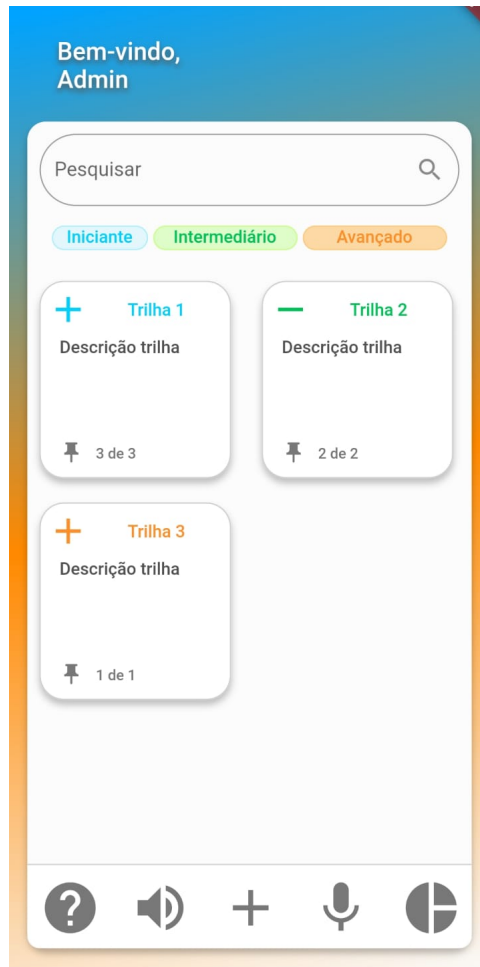 Bem-vindo,
Admin
Pesquisar
Iniciante Intermediário Avançado
Trilha 1
Descrição trilha
3 de 3
Trilha 2
Descrição trilha
2 de 2
Trilha 3
Descrição trilha
1 de 1